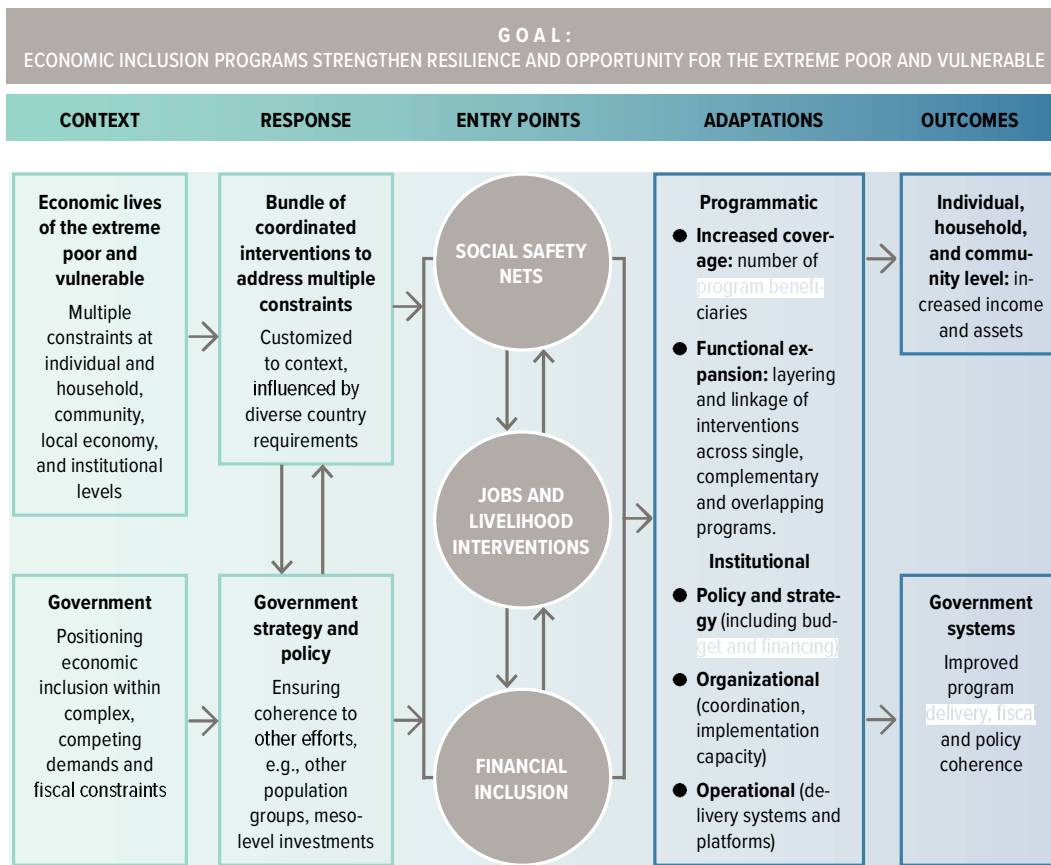 GOAL:
ECONOMIC INCLUSION PROGRAMS STRENGTHEN RESILIENCE AND OPPORTUNITY FOR THE EXTREME POOR AND VULNERABLE
CONTEXT
RESPONSE
ENTRY POINTS
ADAPTATIONS
OUTCOMES
Economic lives
of the extreme
poor and
vulnerable
Multiple
constraints at
individual and
household,
community,
local economy,
and institutional
levels
Government
Positioning
economic
inclusion within
complex,
competing
demands and
fiscal constraints
Bundle of
coordinated
interventions to
address multiple
constraints
Customized
to context,
influenced by
diverse country
requirements
Government
strategy and
policy
Ensuring
coherence to
other efforts,
e.g., other
population
groups, meso-
level investments
SOCIAL SAFETY
NETS
JOBS AND
LIVELIHOOD
INTERVENTIONS
FINANCIAL
INCLUSION
Programmatic
● Increased cover-
age: number of
program benefi-
ciaries
● Functional ex-
pansion: layering
and linkage of
interventions
across single,
complementary
and overlapping
programs.
Institutional
● Policy and strate-
gy (including bud-
get and financing)
● Organizational
(coordination,
implementation
capacity)
● Operational (de-
livery systems and
platforms)
Individual,
household,
and commu-
nity level: in-
creased income
and assets
Government
systems
Improved
program
delivery, fiscal
and policy
coherence